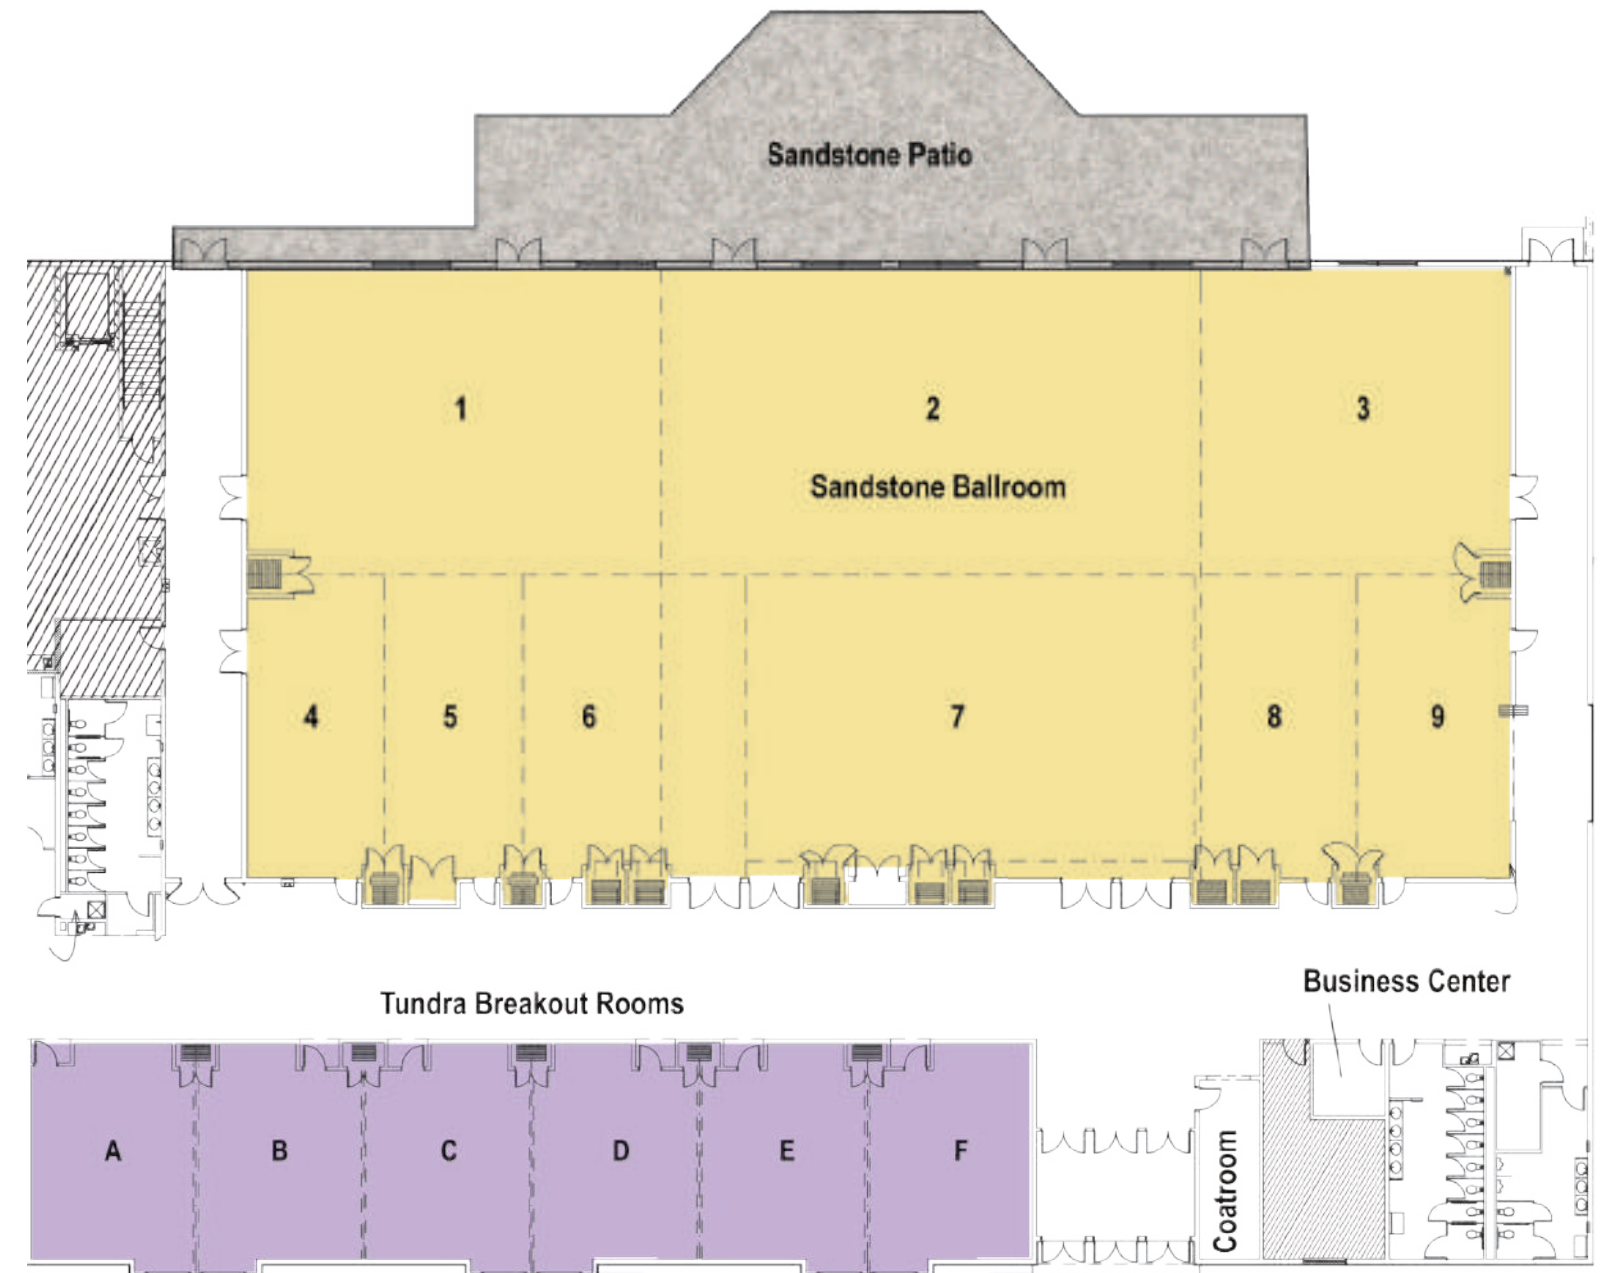 Sandstone Patio
1
2
3
Sandstone Ballroom
4
5
6
7
8
9
Business Center
Tundra Breakout Rooms
A
B
C
D
E
F
Coatroom